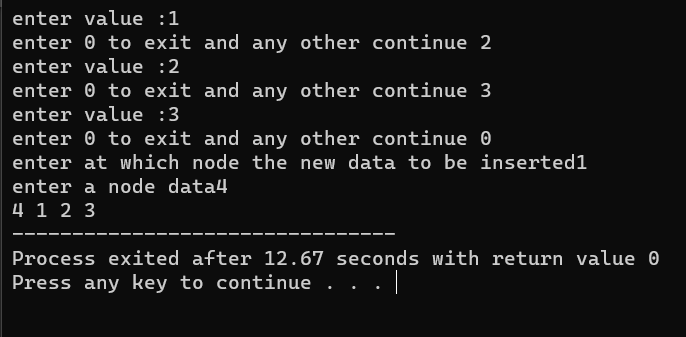 enter value :1
enter 0 to exit and any other continue 2
enter value :2
enter 0 to exit and any other continue 3
enter value :3
enter 0 to exit and any other continue 0
enter at which node the new data to be inserted1
enter a node data4
4 1 2 3
--------------------------------
Process exited after 12.67 seconds with return value 0
Press any key to continue . . .